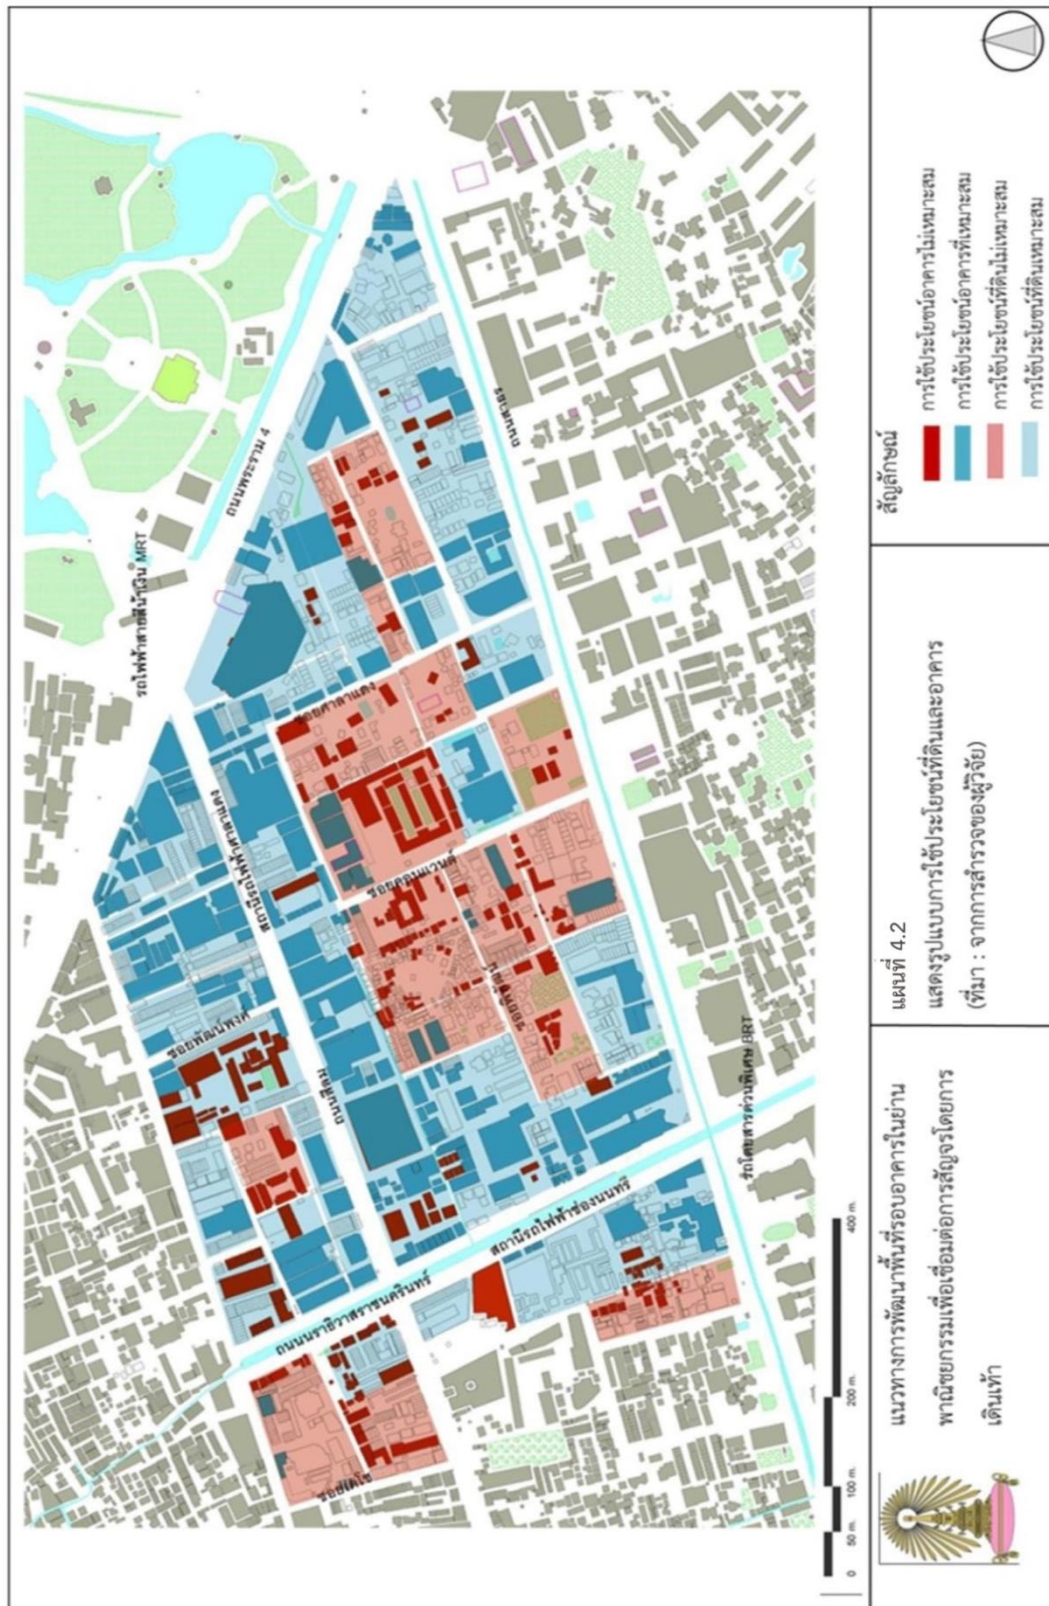 รถไฟฟ้าสายสีน้ำเงิน MRT
ถนนพระราม 4
ถนนสาทร
ซอยศาลาแดง
สถานีรถไฟฟ้าศาลาแดง
ซอยคอนแวนต์
ซอยพัฒน์พงศ์
ถนนสีลม
ซอยพิพัฒน์
รถโดยสารด่วนพิเศษ BRT
สถานีรถไฟฟ้าช่องนนทรี
ถนนนราธิวาสราชนครินทร์
0 50 m. 100 m. 200 m. 400 m.
แนวทางการพัฒนาพื้นที่รอบอาคารในย่าน
พาณิชยกรรมเพื่อเชื่อมต่อการสัญจรโดยการ
เดินเท้า
แผนที่ 4.2
แสดงรูปแบบการใช้ประโยชน์ที่ดินและอาคาร
(ที่มา : จากการสำรวจของผู้วิจัย)
สัญลักษณ์
การใช้ประโยชน์อาคารไม่เหมาะสม
การใช้ประโยชน์อาคารที่เหมาะสม
การใช้ประโยชน์ที่ดินไม่เหมาะสม
การใช้ประโยชน์ที่ดินเหมาะสม